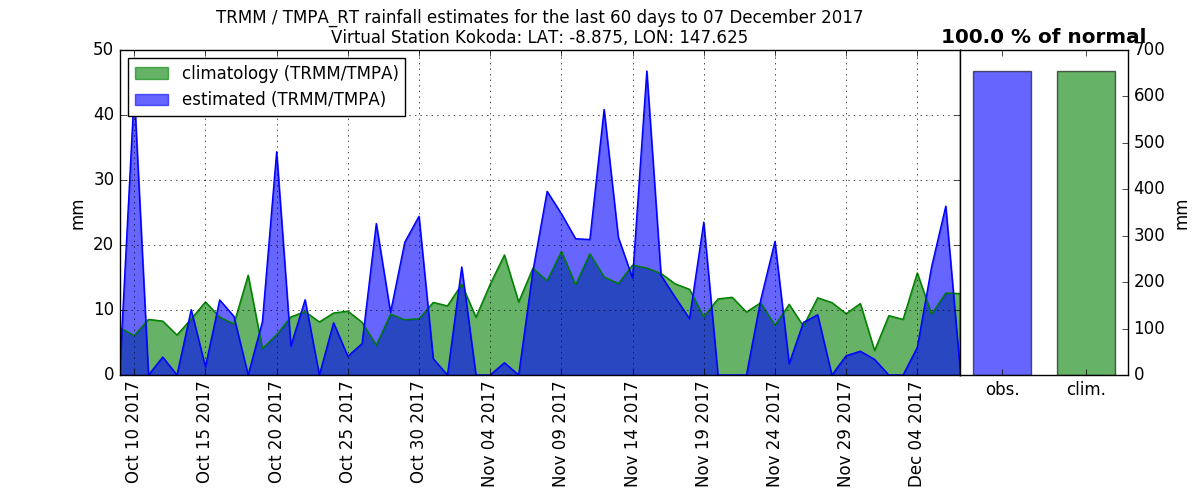 TRMM / TMPA_RT rainfall estimates for the last 60 days to 07 December 2017
Virtual Station Kokoda: LAT: -8.875, LON: 147.625
100.0 % of normal
climatology (TRMM/TMPA)
estimated (TRMM/TMPA)
mm
50
40
30
20
10
0
Oct 10 2017
Oct 15 2017
Oct 20 2017
Oct 25 2017
Oct 30 2017
Nov 04 2017
Nov 09 2017
Nov 14 2017
Nov 19 2017
Nov 24 2017
Nov 29 2017
Dec 04 2017
obs.
clim.
700
600
500
400
300
200
100
0
mm